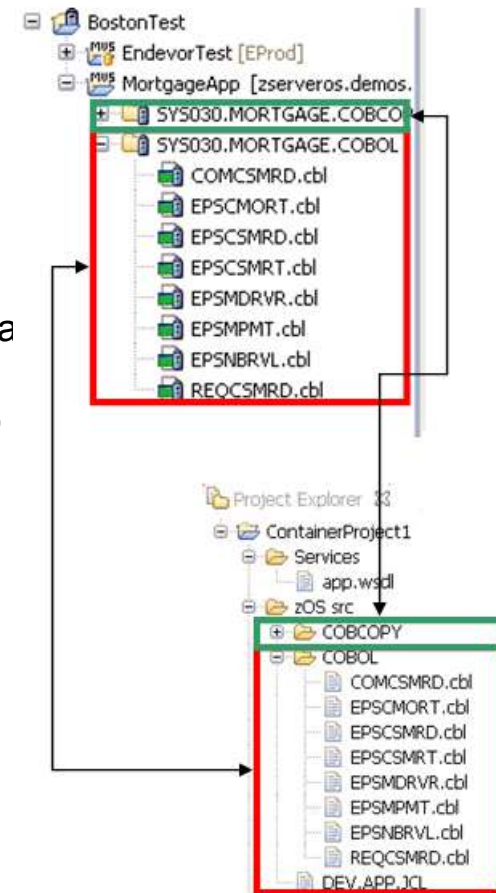 BostonTest
EndevorTest [EProd]
MortgageApp [zserveros.demos.
SYS030.MORTGAGE.COBCO
SYS030.MORTGAGE.COBOL
COMCSMRD.cbl
EPSCMORT.cbl
EPSCSMRD.cbl
EPSCSMRT.cbl
EPSMDRVR.cbl
EPSMPMT.cbl
EPSNBRVL.cbl
REQCSMRD.cbl
Project Explorer
ContainerProject1
Services
app.wsdl
zOS src
COBCOPY
COBOL
COMCSMRD.cbl
EPSCMORT.cbl
EPSCSMRD.cbl
EPSCSMRT.cbl
EPSMDRVR.cbl
EPSMPMT.cbl
EPSNBRVL.cbl
REQCSMRD.cbl
DEV.APP.JCL